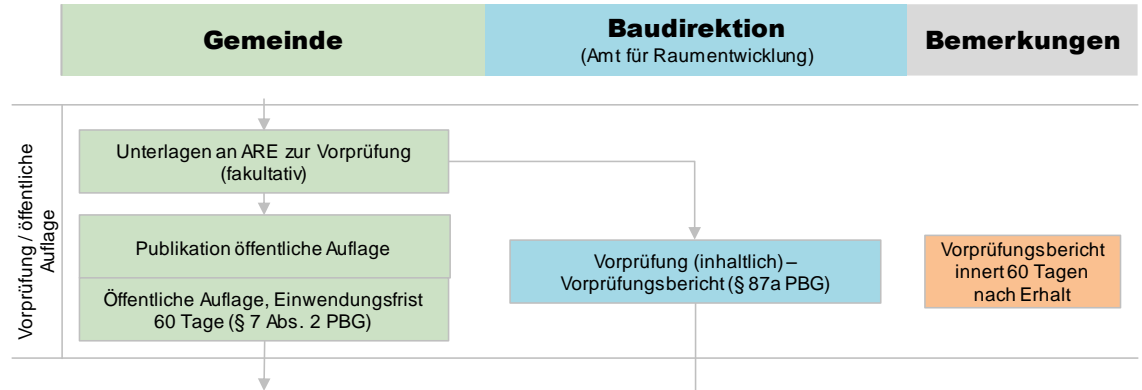 Gemeinde
Baudirektion
(Amt für Raumentwicklung)
Bemerkungen
Vorprüfung / öffentliche
Auflage
Unterlagen an ARE zur Vorprüfung
(fakultativ)
Publikation öffentliche Auflage
Öffentliche Auflage, Einwendungsfrist
60 Tage (§ 7 Abs. 2 PBG)
Vorprüfung (inhaltlich) –
Vorprüfungsbericht (§ 87a PBG)
Vorprüfungsbericht
innert 60 Tagen
nach Erhalt